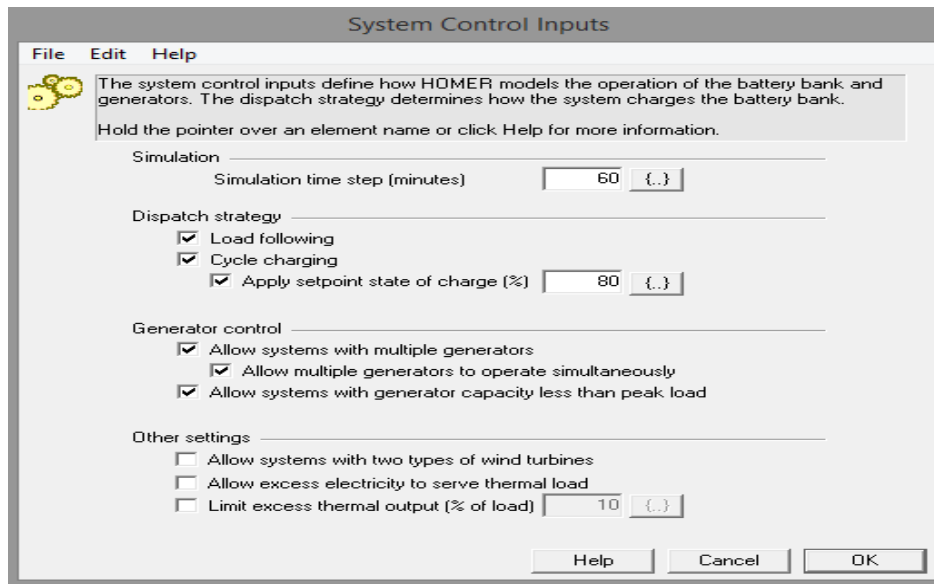 System Control Inputs
File Edit Help
The system control inputs define how HOMER models the operation of the battery bank and
generators. The dispatch strategy determines how the system charges the battery bank.
Hold the pointer over an element name or click Help for more information.
Simulation
Simulation time step (minutes) 60 {..}
Dispatch strategy
Load following
Cycle charging
Apply setpoint state of charge (%) 80 {..}
Generator control
Allow systems with multiple generators
Allow multiple generators to operate simultaneously
Allow systems with generator capacity less than peak load
Other settings
Allow systems with two types of wind turbines
Allow excess electricity to serve thermal load
Limit excess thermal output (% of load) 10 {..}
Help Cancel OK